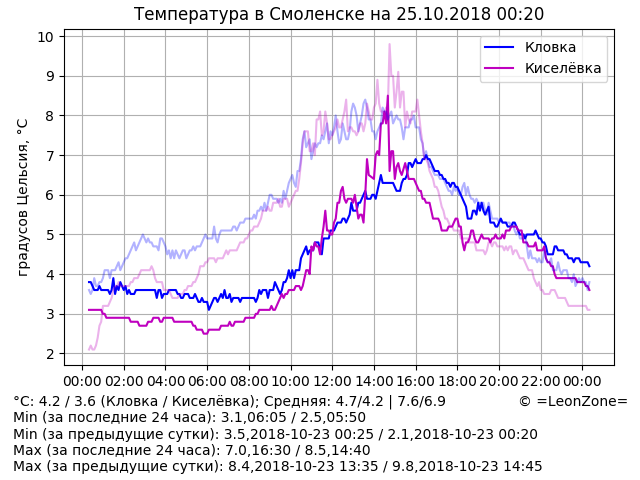 Температура в Смоленске на 25.10.2018 00:20
Кловка
Киселёвка
градусов Цельсия, °C
10
9
8
7
6
5
4
3
2
00:00 02:00 04:00 06:00 08:00 10:00 12:00 14:00 16:00 18:00 20:00 22:00 00:00
°C: 4.2 / 3.6 (Кловка / Киселёвка); Средняя: 4.7/4.2 | 7.6/6.9 © =LeonZone=
Min (за последние 24 часа): 3.1,06:05 / 2.5,05:50
Min (за предыдущие сутки): 3.5,2018-10-23 00:25 / 2.1,2018-10-23 00:20
Max (за последние 24 часа): 7.0,16:30 / 8.5,14:40
Max (за предыдущие сутки): 8.4,2018-10-23 13:35 / 9.8,2018-10-23 14:45